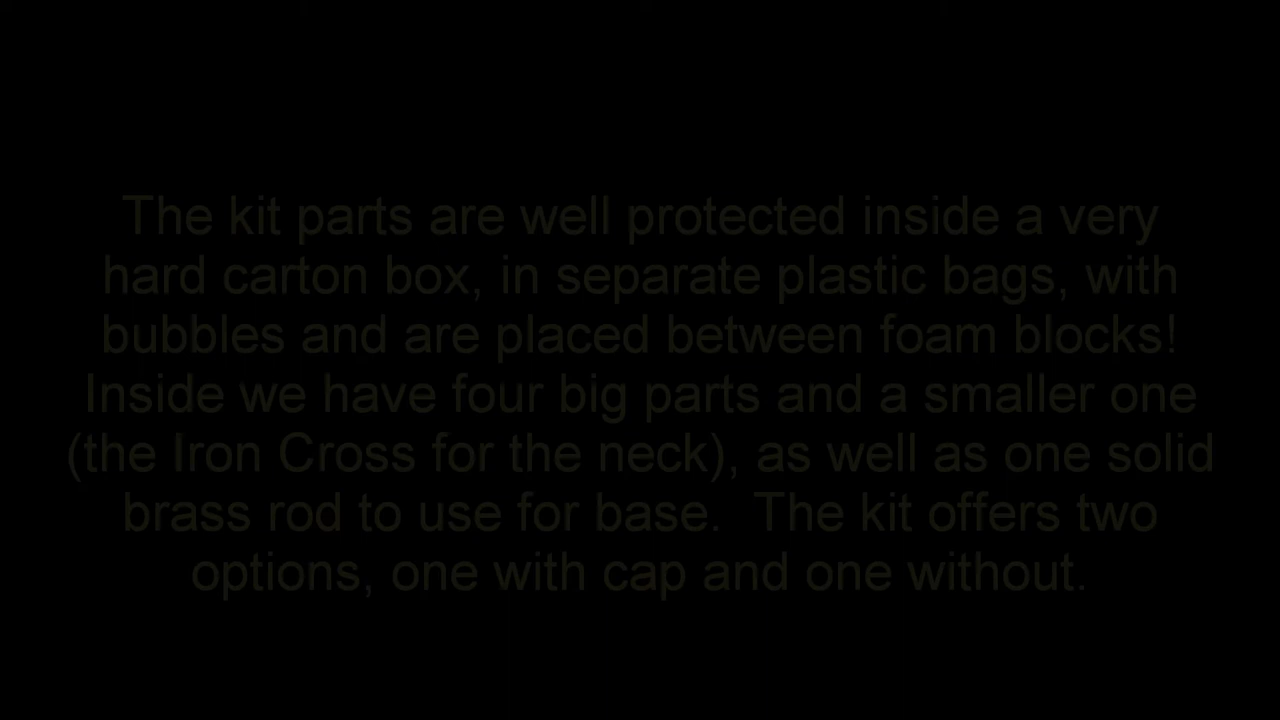 The kit parts are well protected inside a very
hard carton box, in separate plastic bags, with
bubbles and are placed between foam blocks!
Inside we have four big parts and a smaller one
(the Iron Cross for the neck), as well as one solid
brass rod to use for base.  The kit offers two
options, one with cap and one without.